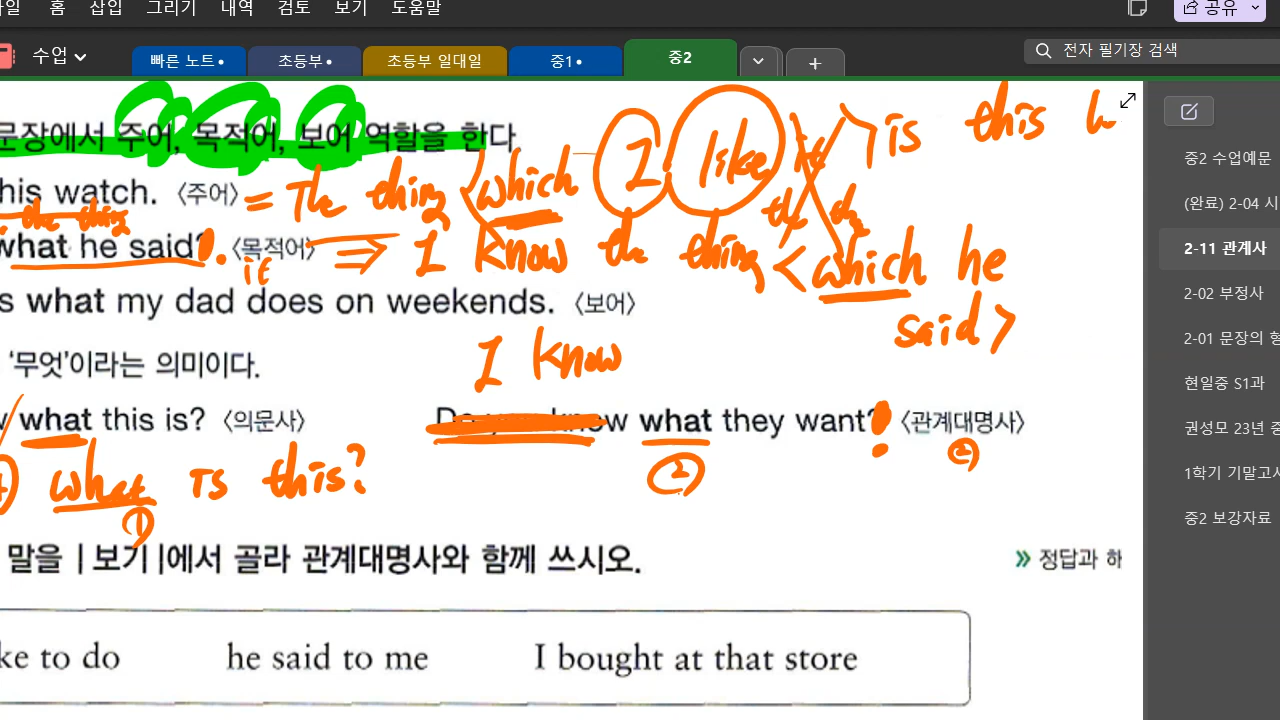 파일 홈 삽입 그리기 내역 검토 보기 도움말 공유
수업 빠른 노트 초등부 초등부 일대일 중1 중2 + 전자 필기장 검색
문장에서 주어, 목적어, 보어 역할을 한다
is this
his watch. 〈주어〉 = The thing <which I like
the thing the the
what he said? 〈목적어〉 ⇒ I know the thing <which he
it said>
s what my dad does on weekends. 〈보어〉
I know
'무엇'이라는 의미이다.
w what this is? 〈의문사〉 Do you know what they want? 〈관계대명사〉
② ②
what is this?
①
말을 |보기|에서 골라 관계대명사와 함께 쓰시오. » 정답과 해
ke to do he said to me I bought at that store
중2 수업예문
(완료) 2-04 시
2-11 관계사
2-02 부정사
2-01 문장의 형
현일중 S1과
권성모 23년 중
1학기 기말고사
중2 보강자료